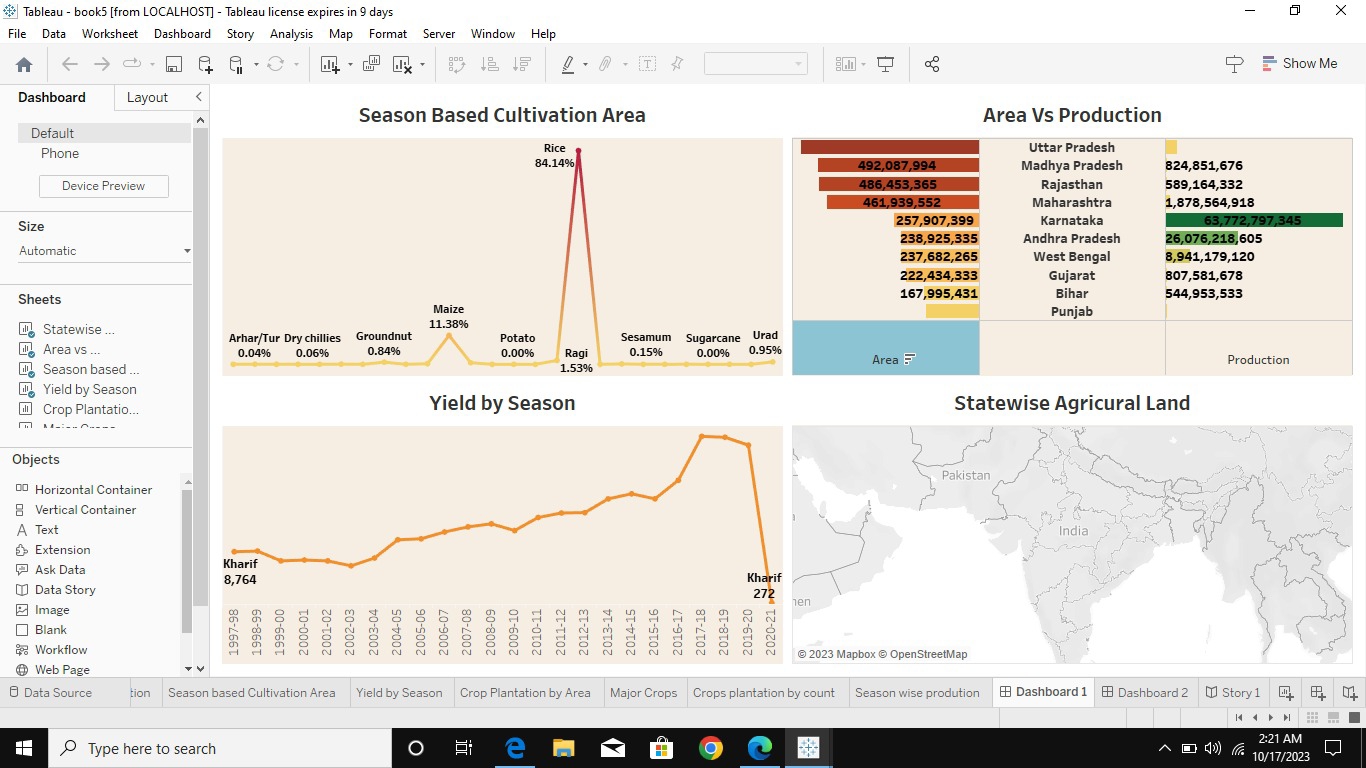 Tableau - book5 [from LOCALHOST] - Tableau license expires in 9 days
File Data Worksheet Dashboard Story Analysis Map Format Server Window Help
Show Me
Dashboard Layout
Default
Phone
Device Preview
Size
Automatic
Sheets
Statewise ...
Area vs ...
Season based ...
Yield by Season
Crop Plantatio...
Objects
Horizontal Container
Vertical Container
Text
Extension
Ask Data
Data Story
Image
Blank
Workflow
Web Page
Season Based Cultivation Area
Rice
84.14%
Maize
11.38%
Arhar/Tur
0.04%
Dry chillies
0.06%
Groundnut
0.84%
Potato
0.00%
Ragi
1.53%
Sesamum
0.15%
Sugarcane
0.00%
Urad
0.95%
Area Vs Production
Uttar Pradesh
492,087,994 Madhya Pradesh 824,851,676
486,453,365 Rajasthan 589,164,332
461,939,552 Maharashtra 1,878,564,918
257,907,399 Karnataka 63,772,797,345
238,925,335 Andhra Pradesh 26,076,218,605
237,682,265 West Bengal 8,941,179,120
222,434,333 Gujarat 807,581,678
167,995,431 Bihar 544,953,533
Punjab
Area Production
Yield by Season
Kharif
8,764
Kharif
272
1997-98 1998-99 1999-00 2000-01 2001-02 2002-03 2003-04 2004-05 2005-06 2006-07 2007-08 2008-09 2009-10 2010-11 2011-12 2012-13 2013-14 2014-15 2015-16 2016-17 2017-18 2018-19 2019-20 2020-21
Statewise Agricural Land
Pakistan
India
© 2023 Mapbox © OpenStreetMap
Data Source tion Season based Cultivation Area Yield by Season Crop Plantation by Area Major Crops Crops plantation by count Season wise prodution Dashboard 1 Dashboard 2 Story 1
Type here to search
2:21 AM
10/17/2023